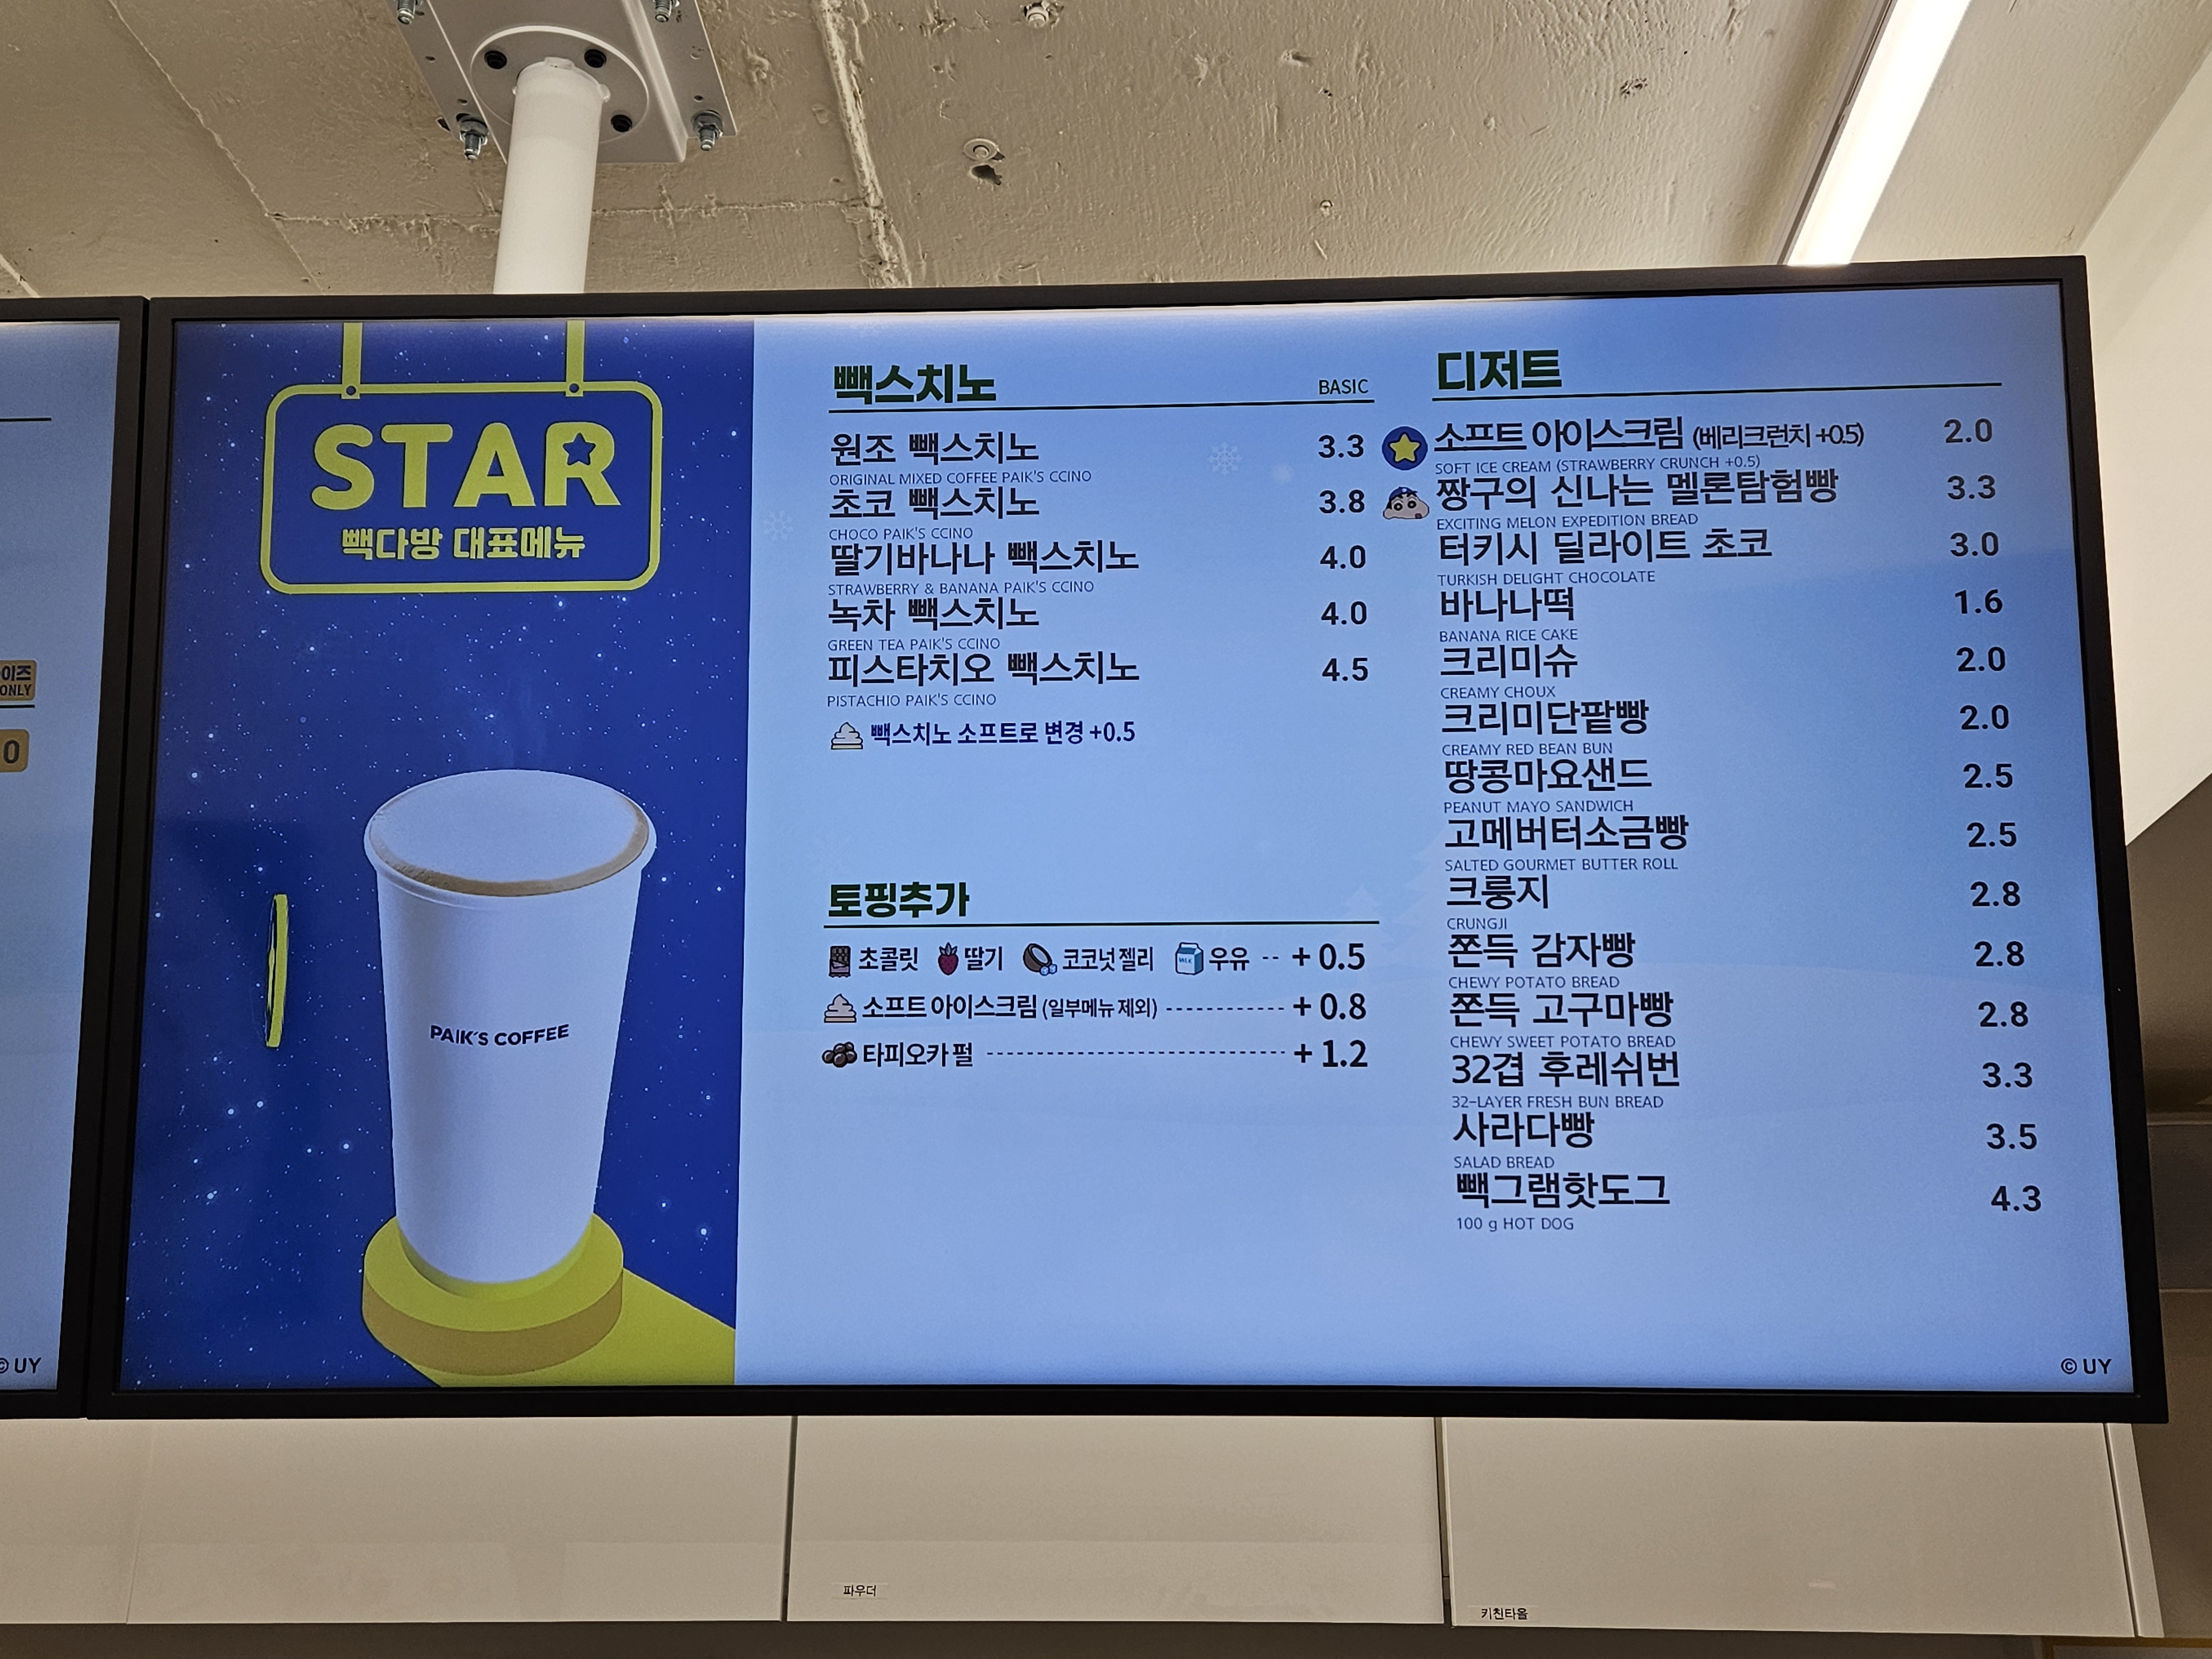 이즈
ONLY
0
© UY
STAR
빽다방 대표메뉴
PAIK'S COFFEE
빽스치노 BASIC
원조 빽스치노 3.3
ORIGINAL MIXED COFFEE PAIK'S CCINO
초코 빽스치노 3.8
CHOCO PAIK'S CCINO
딸기바나나 빽스치노 4.0
STRAWBERRY & BANANA PAIK'S CCINO
녹차 빽스치노 4.0
GREEN TEA PAIK'S CCINO
피스타치오 빽스치노 4.5
PISTACHIO PAIK'S CCINO
빽스치노 소프트로 변경 +0.5
토핑추가
초콜릿 딸기 코코넛젤리 MILK 우유 -- + 0.5
소프트 아이스크림 (일부메뉴 제외) ------------ + 0.8
타피오카 펄 ------------------------------ + 1.2
디저트
소프트 아이스크림 (베리크런치 +0.5) 2.0
SOFT ICE CREAM (STRAWBERRY CRUNCH +0.5)
짱구의 신나는 멜론탐험빵 3.3
EXCITING MELON EXPEDITION BREAD
터키시 딜라이트 초코 3.0
TURKISH DELIGHT CHOCOLATE
바나나떡 1.6
BANANA RICE CAKE
크리미슈 2.0
CREAMY CHOUX
크리미단팥빵 2.0
CREAMY RED BEAN BUN
땅콩마요샌드 2.5
PEANUT MAYO SANDWICH
고메버터소금빵 2.5
SALTED GOURMET BUTTER ROLL
크룽지 2.8
CRUNGJI
쫀득 감자빵 2.8
CHEWY POTATO BREAD
쫀득 고구마빵 2.8
CHEWY SWEET POTATO BREAD
32겹 후레쉬번 3.3
32-LAYER FRESH BUN BREAD
사라다빵 3.5
SALAD BREAD
빽그램핫도그 4.3
100 g HOT DOG
© UY
파우더
키친타올